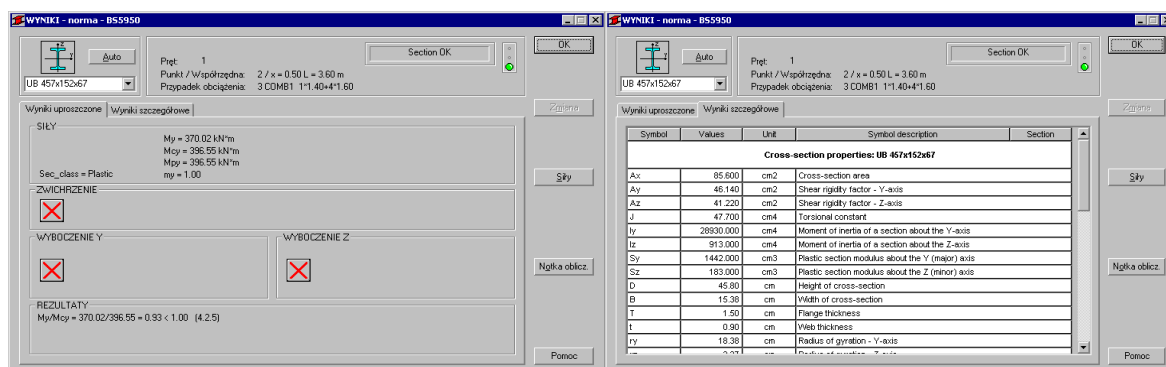 WYNIKI - norma - BS5950
Auto
UB 457x152x67
Pręt: 1
Punkt / Współrzędna: 2 / x = 0.50 L = 3.60 m
Przypadek obciążenia: 3 COMB1 1*1.40+4*1.60
Section OK
OK
Zmiana
Siły
Notka oblicz.
Pomoc
Wyniki uproszczone
Wyniki szczegółowe
SIŁY
My = 370.02 kN*m
Mcy = 396.55 kN*m
Mpy = 396.55 kN*m
Sec_class = Plastic
my = 1.00
ZWICHRZENIE
WYBOCZENIE Y
WYBOCZENIE Z
REZULTATY
My/Mcy = 370.02/396.55 = 0.93 < 1.00 (4.2.5)
WYNIKI - norma - BS5950
Auto
UB 457x152x67
Pręt: 1
Punkt / Współrzędna: 2 / x = 0.50 L = 3.60 m
Przypadek obciążenia: 3 COMB1 1*1.40+4*1.60
Section OK
OK
Zmiana
Siły
Notka oblicz.
Pomoc
Wyniki uproszczone
Wyniki szczegółowe
Symbol Values Unit Symbol description Section
Cross-section properties: UB 457x152x67
Ax 85.600 cm2 Cross-section area
Ay 46.140 cm2 Shear rigidity factor - Y-axis
Az 41.220 cm2 Shear rigidity factor - Z-axis
J 47.700 cm4 Torsional constant
Iy 28930.000 cm4 Moment of inertia of a section about the Y-axis
Iz 913.000 cm4 Moment of inertia of a section about the Z-axis
Sy 1442.000 cm3 Plastic section modulus about the Y (major) axis
Sz 183.000 cm3 Plastic section modulus about the Z (minor) axis
D 45.80 cm Height of cross-section
B 15.38 cm Width of cross-section
T 1.50 cm Flange thickness
t 0.90 cm Web thickness
ry 18.38 cm Radius of gyration - Y-axis